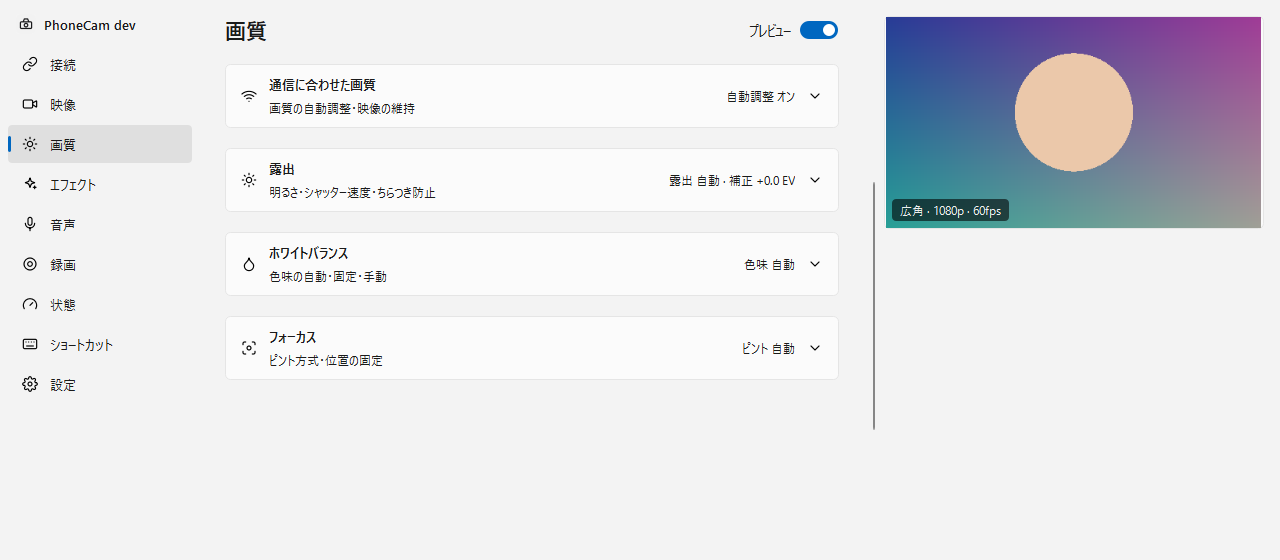 PhoneCam dev
接続
映像
画質
エフェクト
音声
録画
状態
ショートカット
設定
画質
プレビュー
通信に合わせた画質
画質の自動調整・映像の維持
自動調整 オン
露出
明るさ・シャッター速度・ちらつき防止
露出 自動 · 補正 +0.0 EV
ホワイトバランス
色味の自動・固定・手動
色味 自動
フォーカス
ピント方式・位置の固定
ピント 自動
広角 · 1080p · 60fps